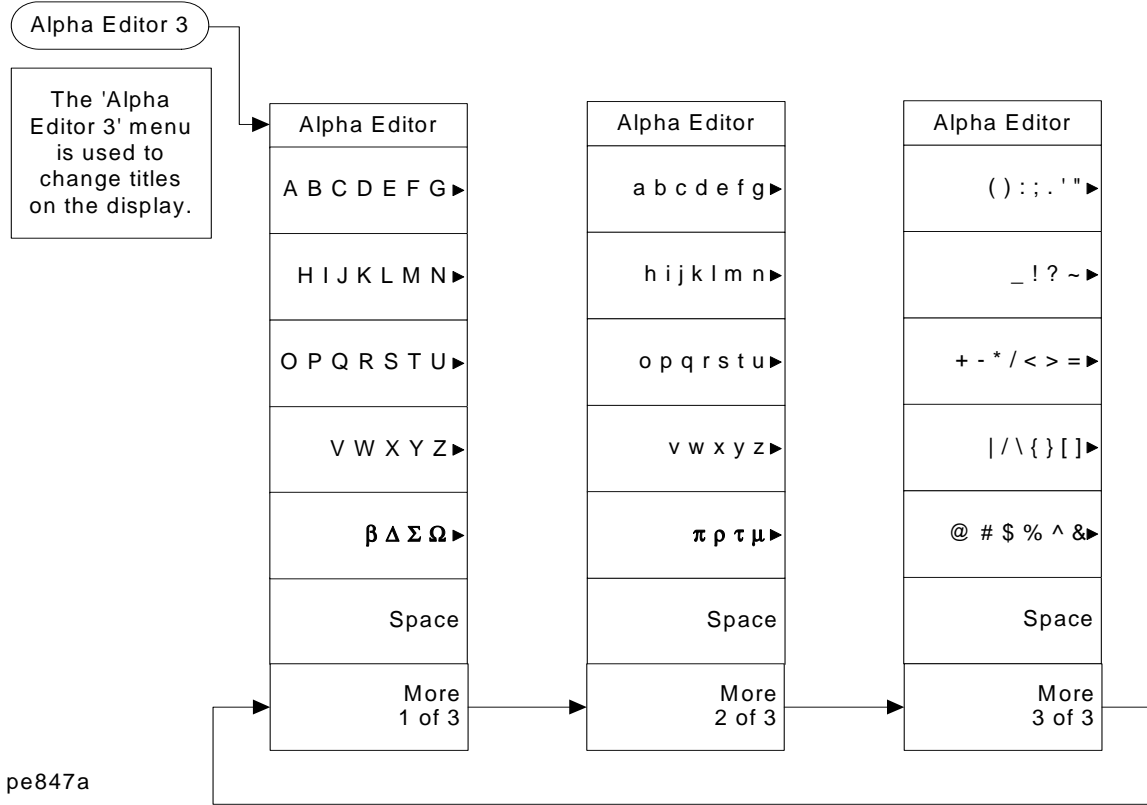 Alpha Editor 3
The 'Alpha
Editor 3' menu
is used to
change titles
on the display.
Alpha Editor
A B C D E F G
H I J K L M N
O P Q R S T U
V W X Y Z
β Δ Σ Ω
Space
More
1 of 3
Alpha Editor
a b c d e f g
h i j k l m n
o p q r s t u
v w x y z
π ρ τ μ
Space
More
2 of 3
Alpha Editor
( ) : ; . ' "
_ ! ? ~
+ - * / < > =
| / \ { } [ ]
@ # $ % ^ &
Space
More
3 of 3
pe847a